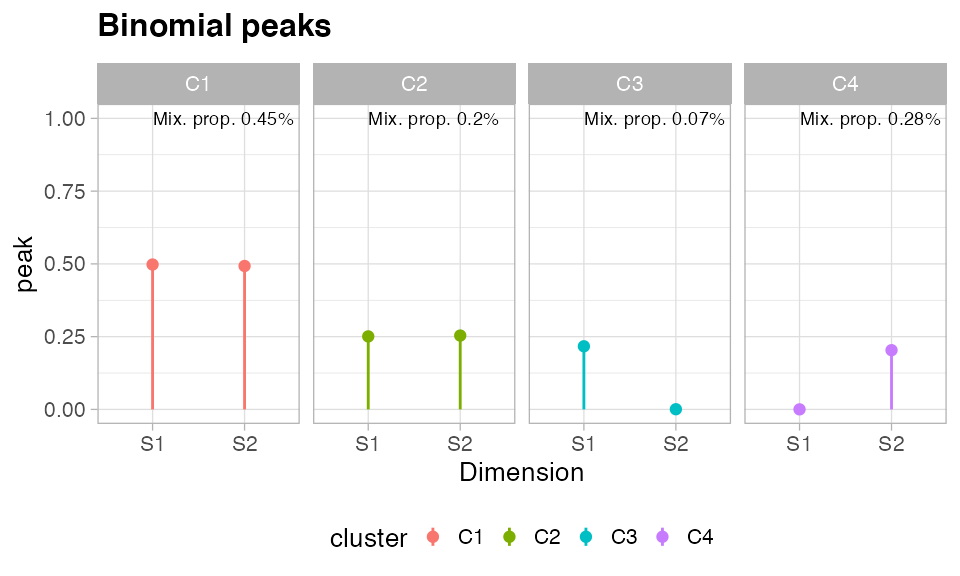 Binomial peaks
C1 C2 C3 C4
Mix. prop. 0.45% Mix. prop. 0.2% Mix. prop. 0.07% Mix. prop. 0.28%
1.00
0.75
0.50
0.25
0.00
peak
S1 S2 S1 S2 S1 S2 S1 S2
Dimension
cluster C1 C2 C3 C4